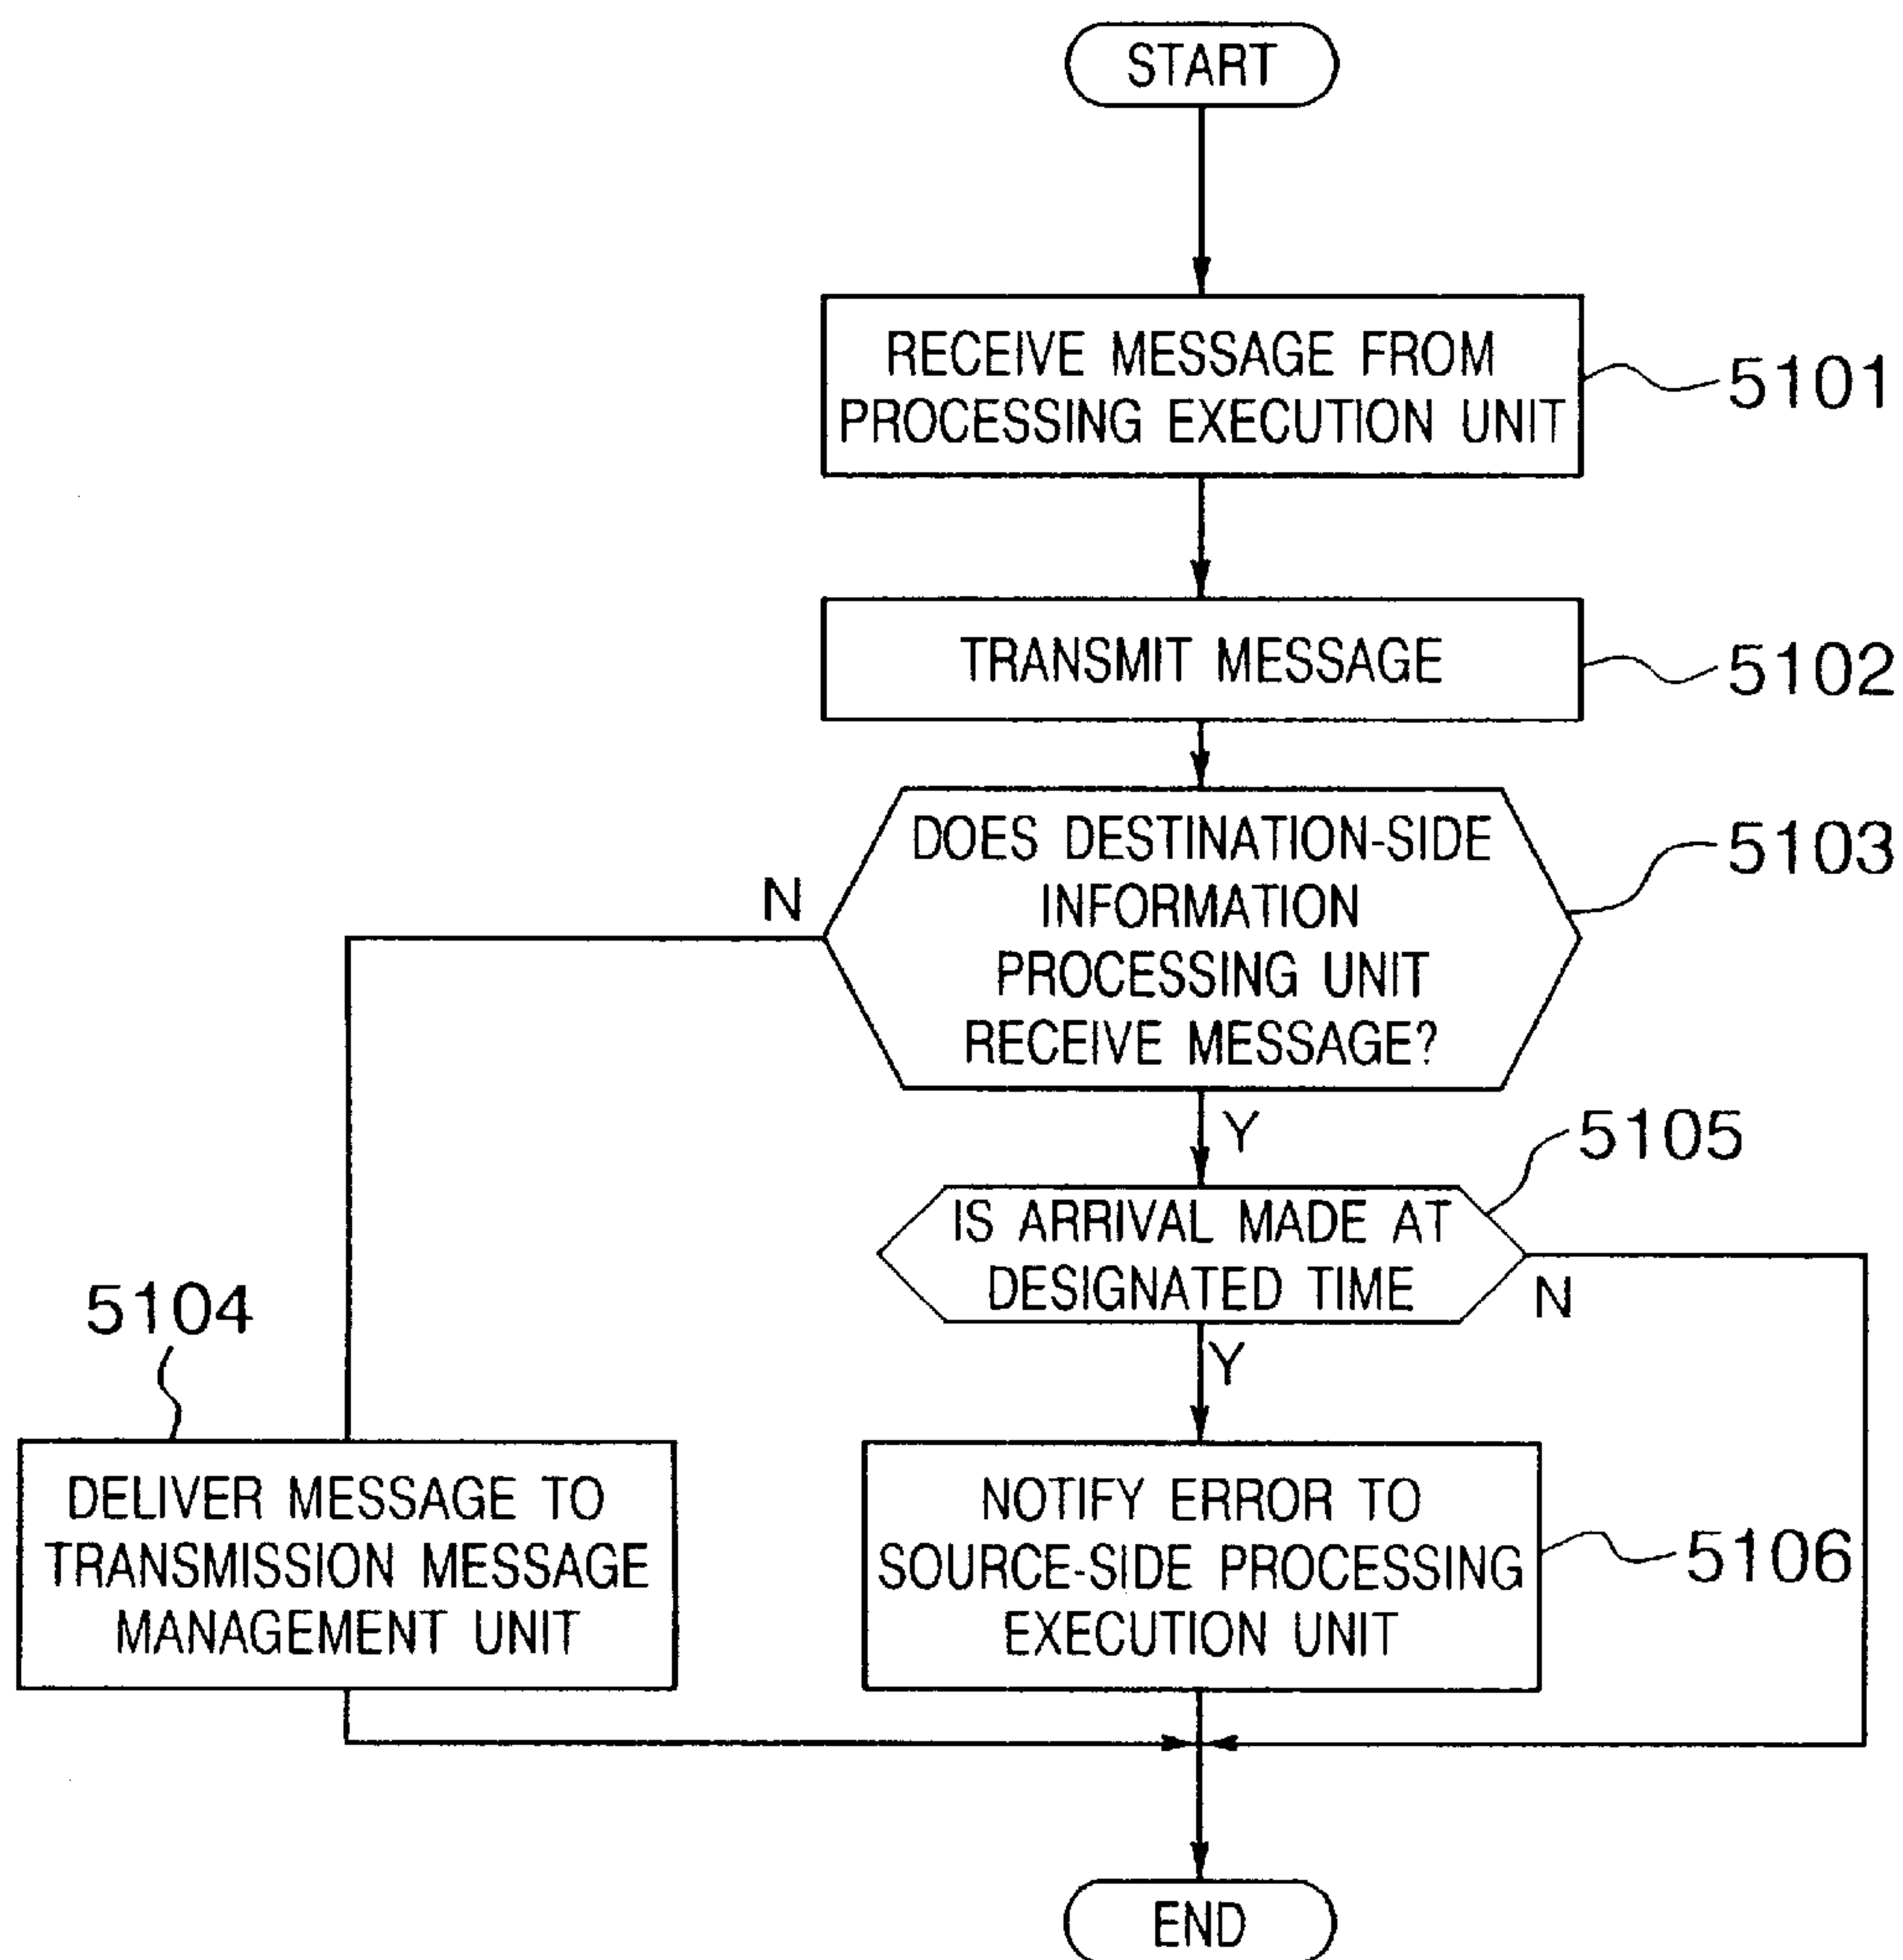 START
RECEIVE MESSAGE FROM
PROCESSING EXECUTION UNIT
5101
TRANSMIT MESSAGE
5102
DOES DESTINATION-SIDE
INFORMATION
PROCESSING UNIT
RECEIVE MESSAGE?
5103
N
Y
5105
IS ARRIVAL MADE AT
DESIGNATED TIME
N
Y
5104
DELIVER MESSAGE TO
TRANSMISSION MESSAGE
MANAGEMENT UNIT
NOTIFY ERROR TO
SOURCE-SIDE PROCESSING
EXECUTION UNIT
5106
END